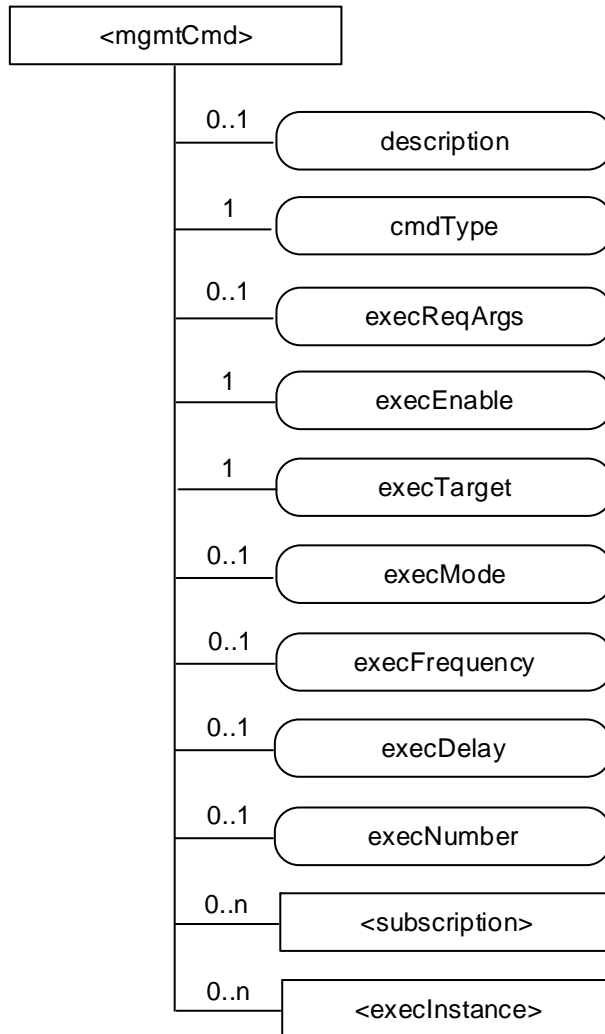 <mgmtCmd>
0..1
description
1
cmdType
0..1
execReqArgs
1
execEnable
1
execTarget
0..1
execMode
0..1
execFrequency
0..1
execDelay
0..1
execNumber
0..n
<subscription>
0..n
<execInstance>